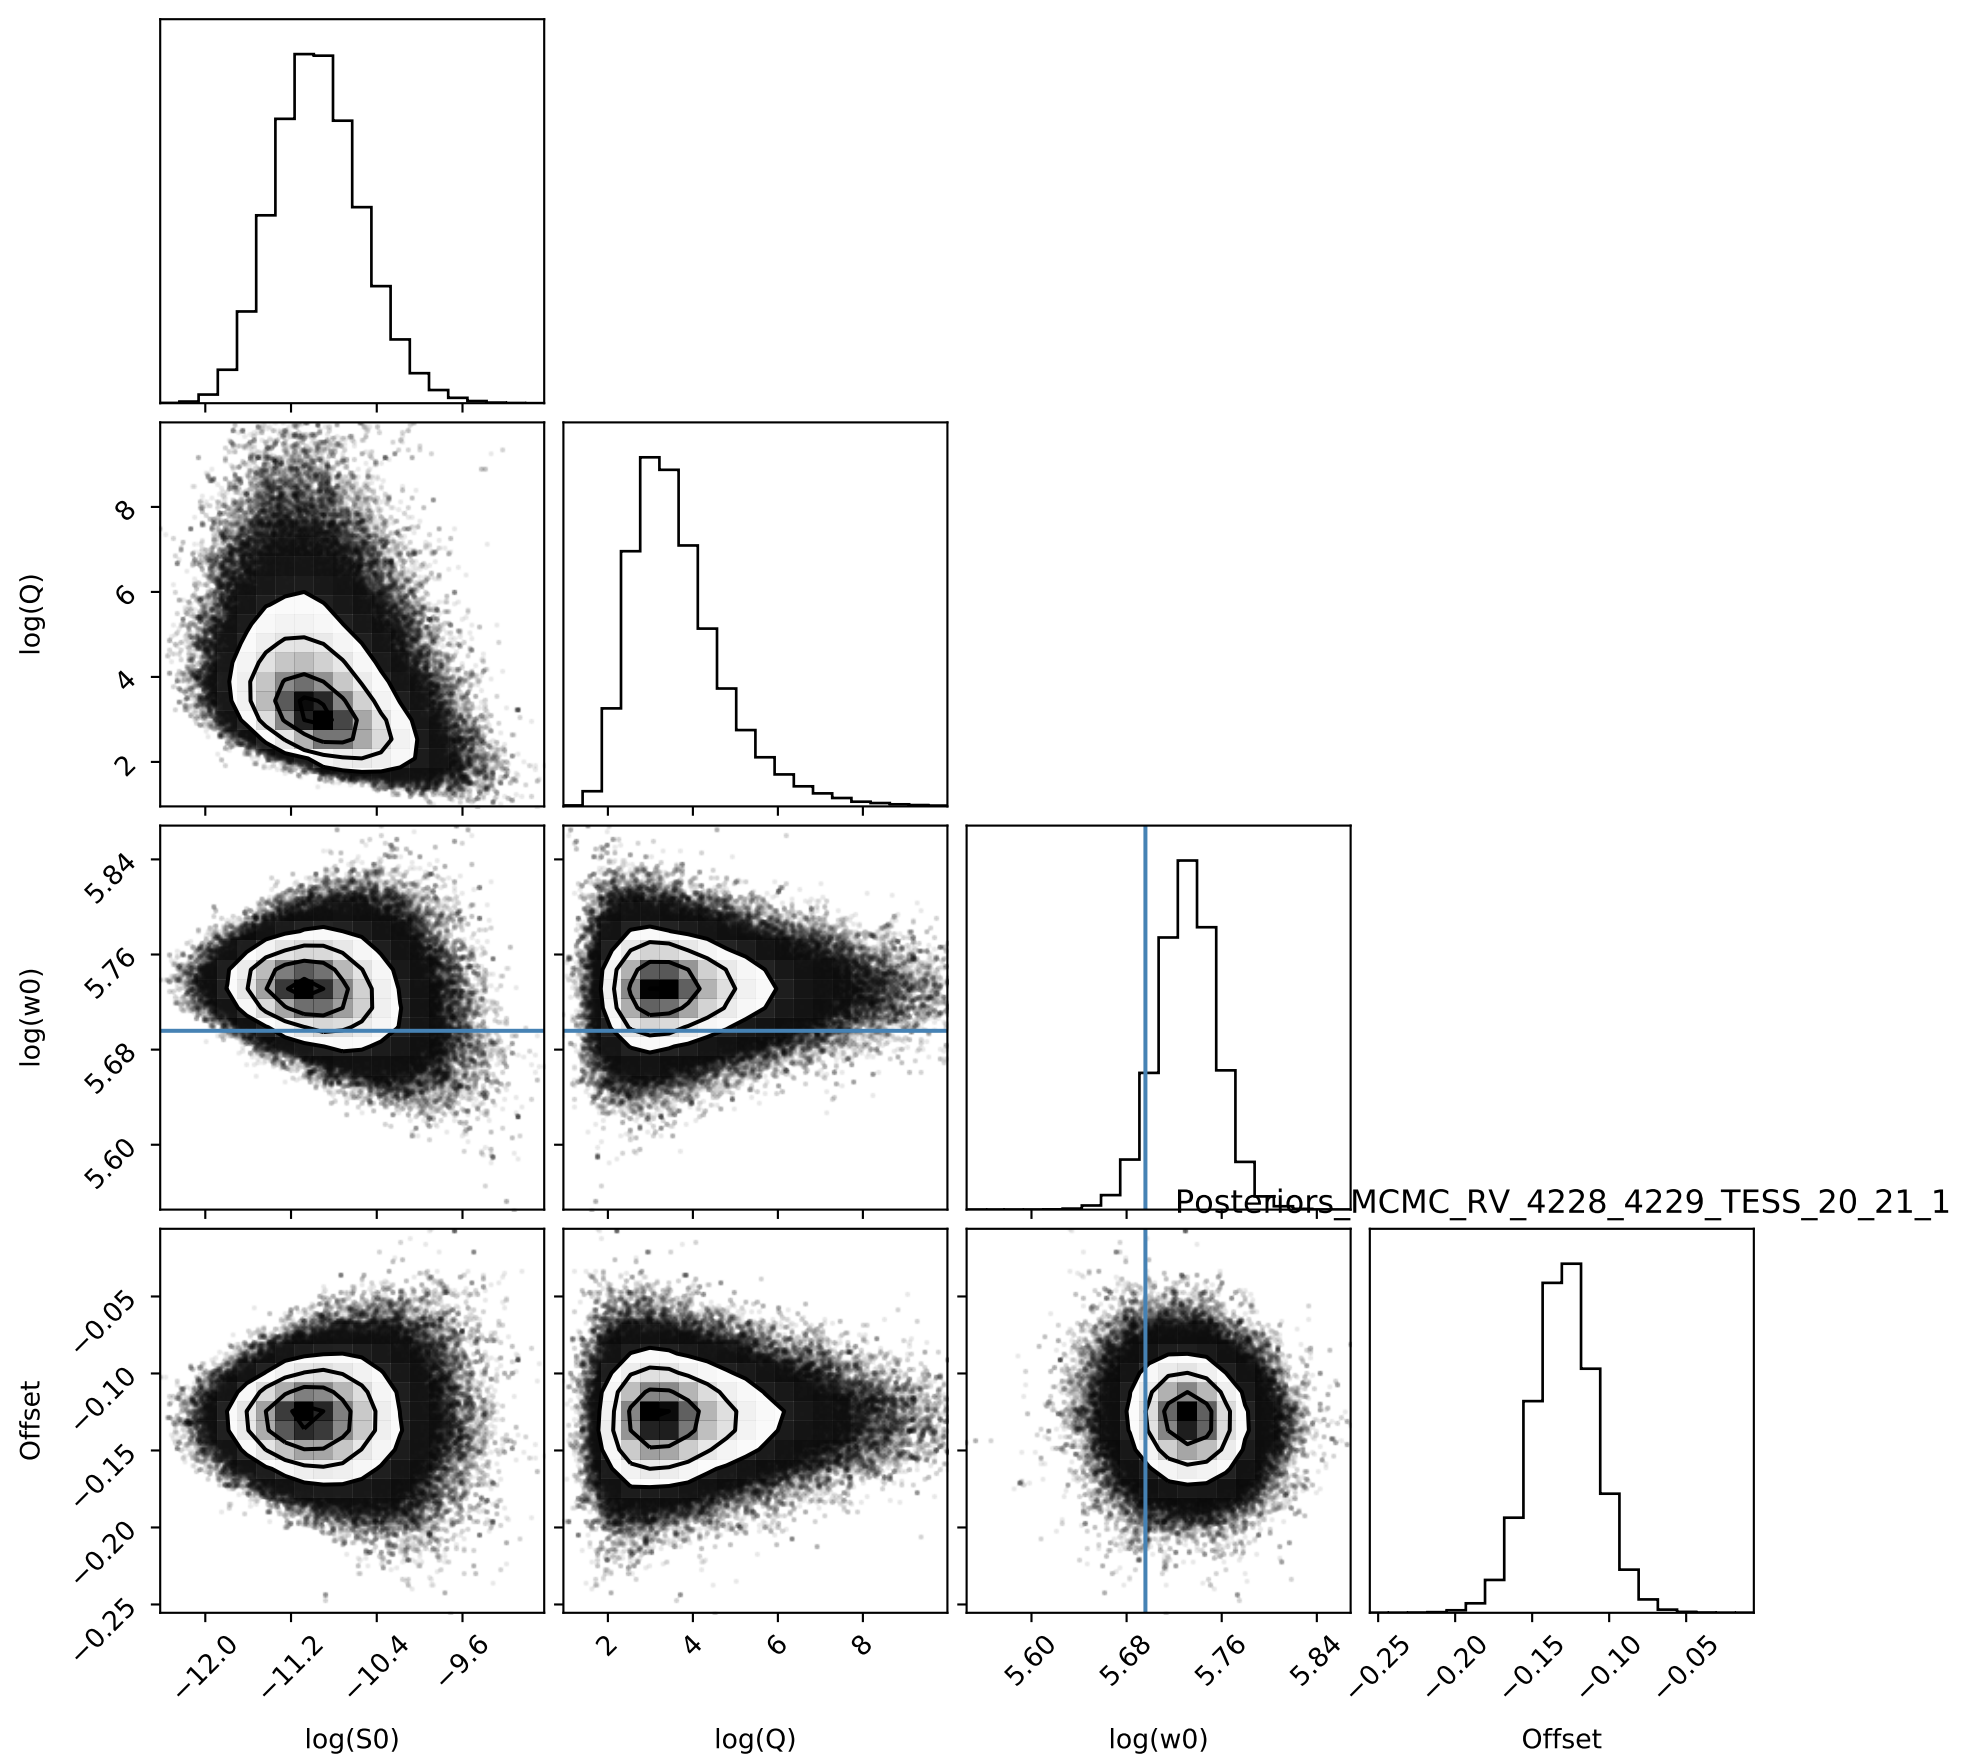 log(Q)
8
6
4
2
log(w0)
5.84
5.76
5.68
5.60
Posteriors_MCMC_RV_4228_4229_TESS_20_21_1
Offset
−0.05
−0.10
−0.15
−0.20
−0.25
−12.0 −11.2 −10.4 −9.6
2 4 6 8
5.60 5.68 5.76 5.84
−0.25 −0.20 −0.15 −0.10 −0.05
log(S0) log(Q) log(w0) Offset